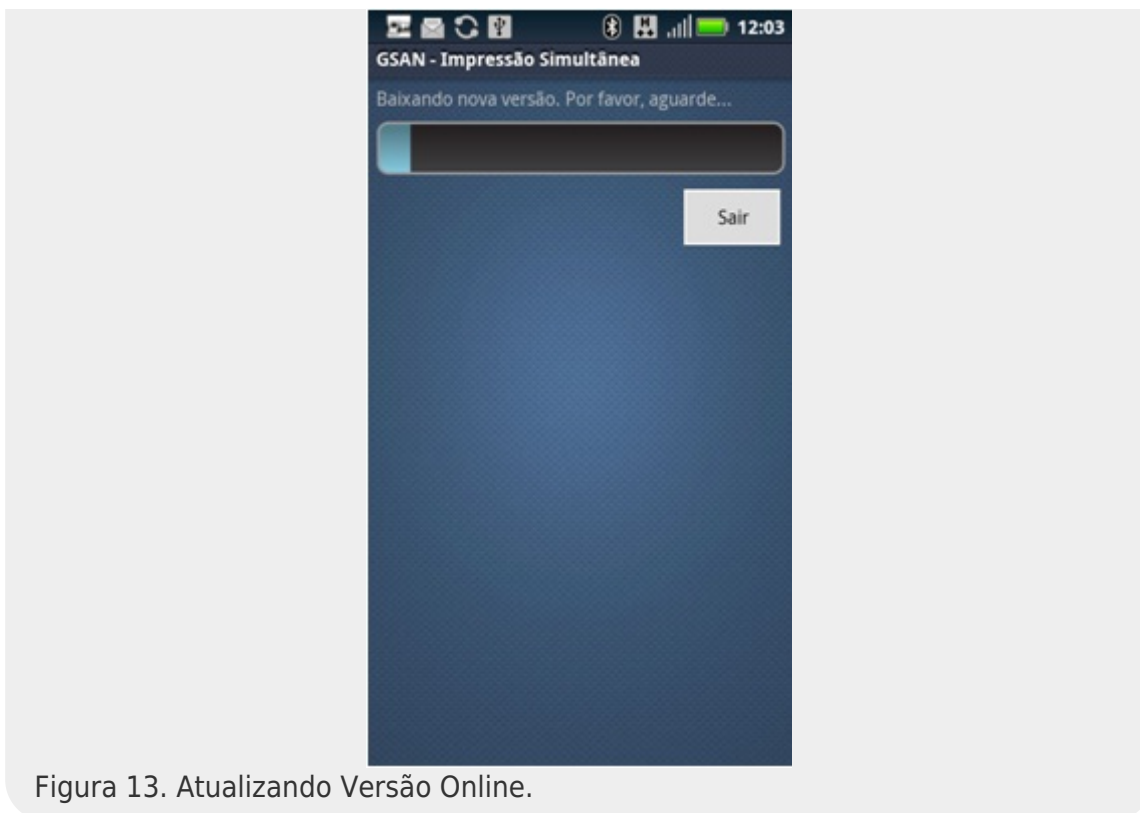 12:03
GSAN - Impressão Simultânea
Baixando nova versão. Por favor, aguarde...
Sair
Figura 13. Atualizando Versão Online.